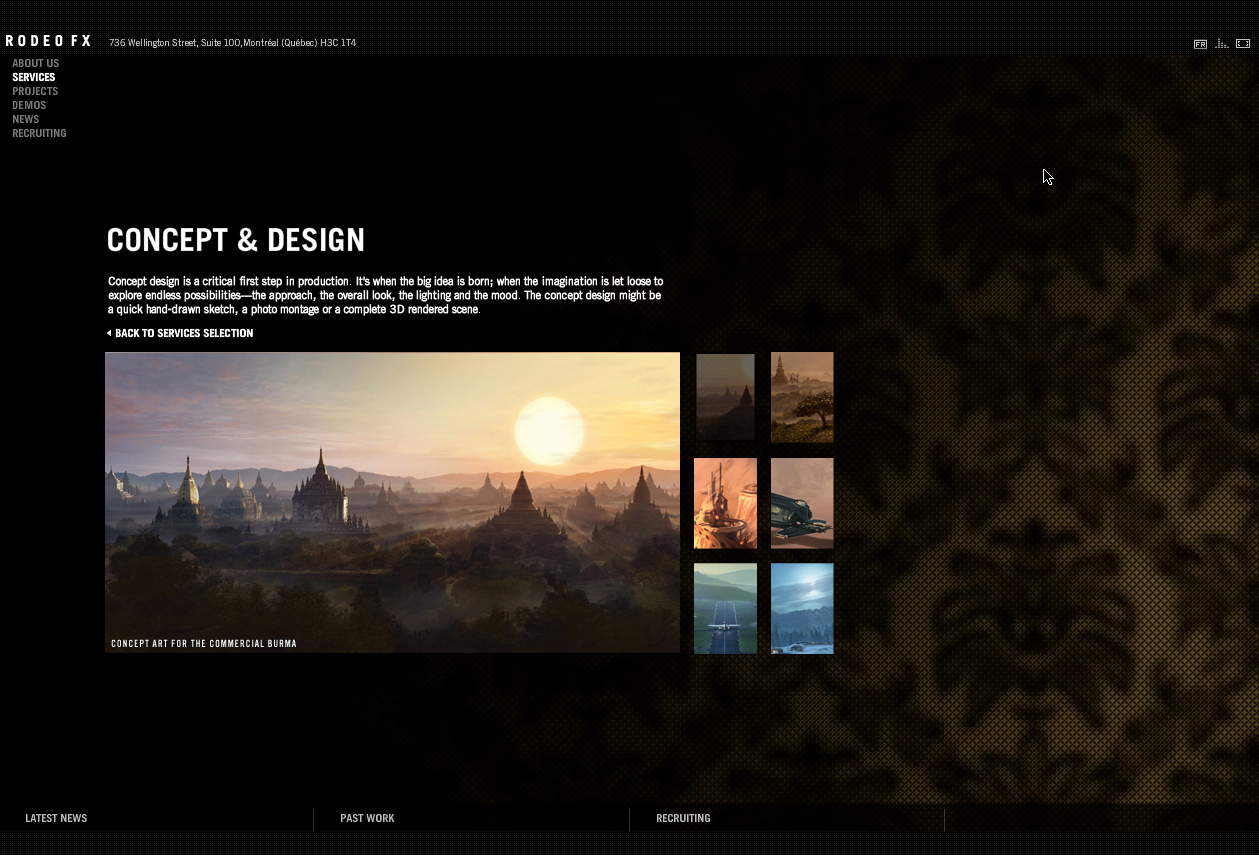 RODEO FX
736 Wellington Street, Suite 100,Montréal (Québec) H3C 1T4
FR
ABOUT US
SERVICES
PROJECTS
DEMOS
NEWS
RECRUITING
CONCEPT & DESIGN
Concept design is a critical first step in production. It's when the big idea is born; when the imagination is let loose to
explore endless possibilities—the approach, the overall look, the lighting and the mood. The concept design might be
a quick hand-drawn sketch, a photo montage or a complete 3D rendered scene.
BACK TO SERVICES SELECTION
CONCEPT ART FOR THE COMMERCIAL BURMA
LATEST NEWS
PAST WORK
RECRUITING